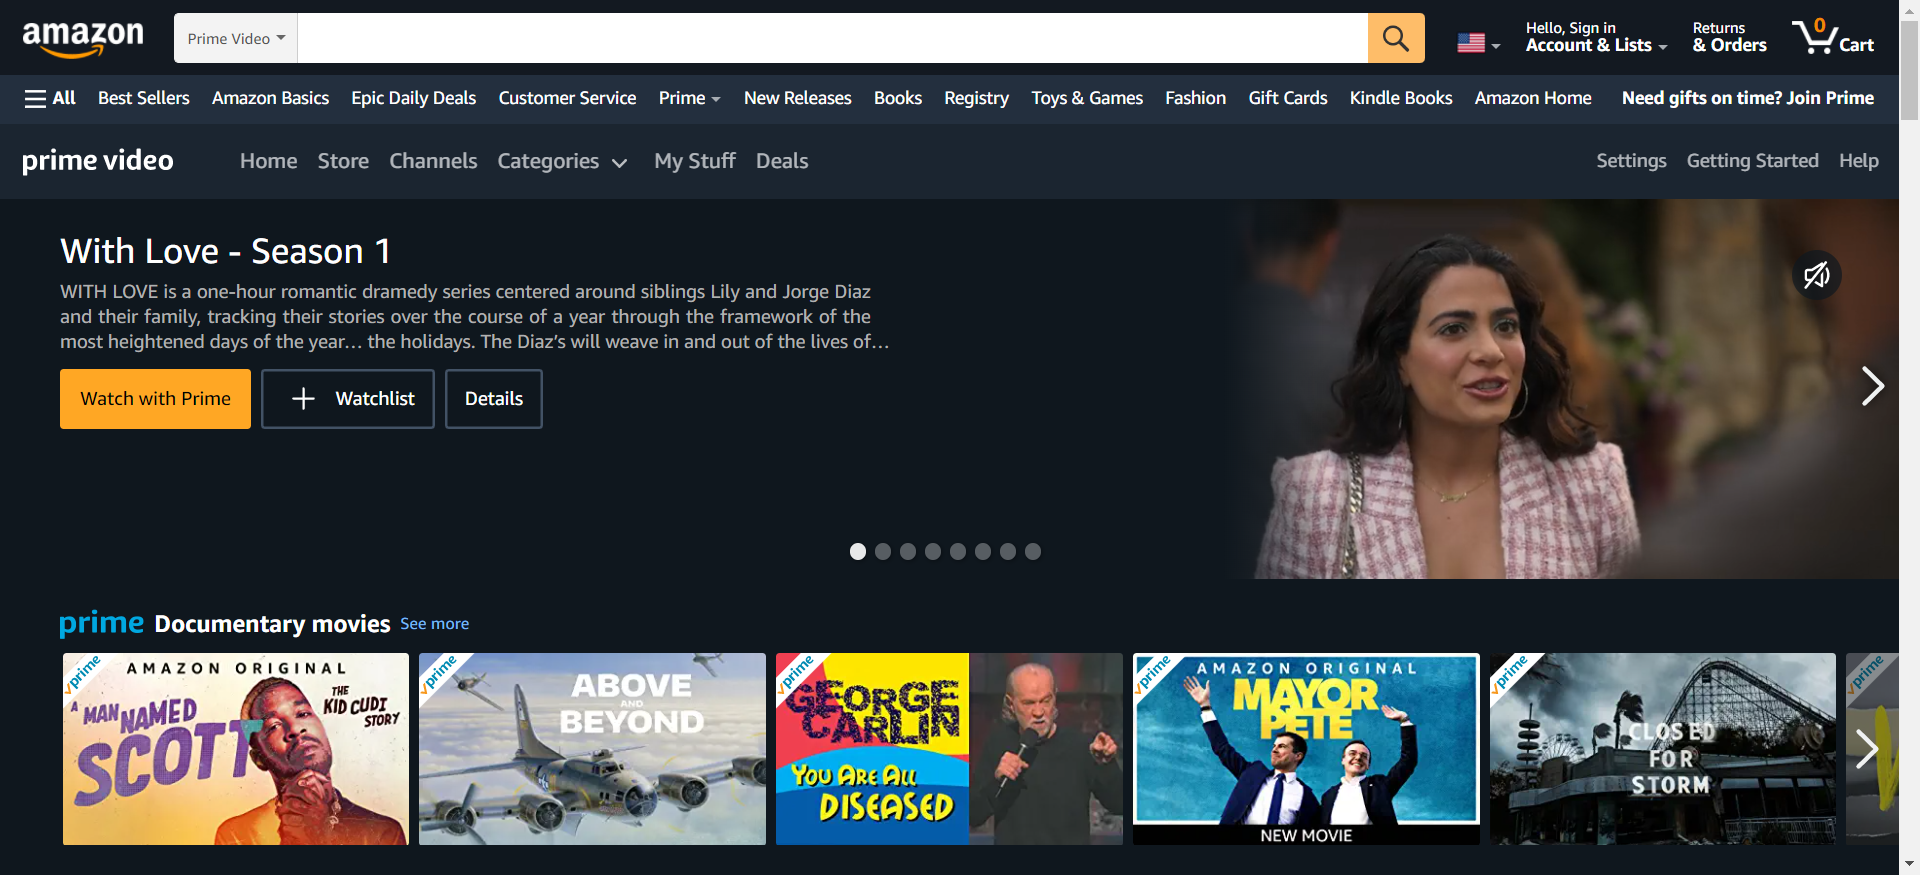 amazon
Prime Video
0
Hello, Sign in
Account & Lists
Returns
& Orders
Cart
All
Best Sellers
Amazon Basics
Epic Daily Deals
Customer Service
Prime
New Releases
Books
Registry
Toys & Games
Fashion
Gift Cards
Kindle Books
Amazon Home
Need gifts on time? Join Prime
prime video
Home
Store
Channels
Categories
My Stuff
Deals
Settings
Getting Started
Help
With Love - Season 1
WITH LOVE is a one-hour romantic dramedy series centered around siblings Lily and Jorge Diaz
and their family, tracking their stories over the course of a year through the framework of the
most heightened days of the year… the holidays. The Diaz’s will weave in and out of the lives of…
Watch with Prime
Watchlist
Details
prime Documentary movies See more
prime
AMAZON ORIGINAL
A MAN NAMED
SCOTT
THE
KID CUDI
STORY
prime
ABOVE
AND
BEYOND
prime
GEORGE
CARLIN
YOU ARE ALL
DISEASED
prime
AMAZON ORIGINAL
MAYOR
PETE
NEW MOVIE
prime
CLOSED
FOR
STORM
prime